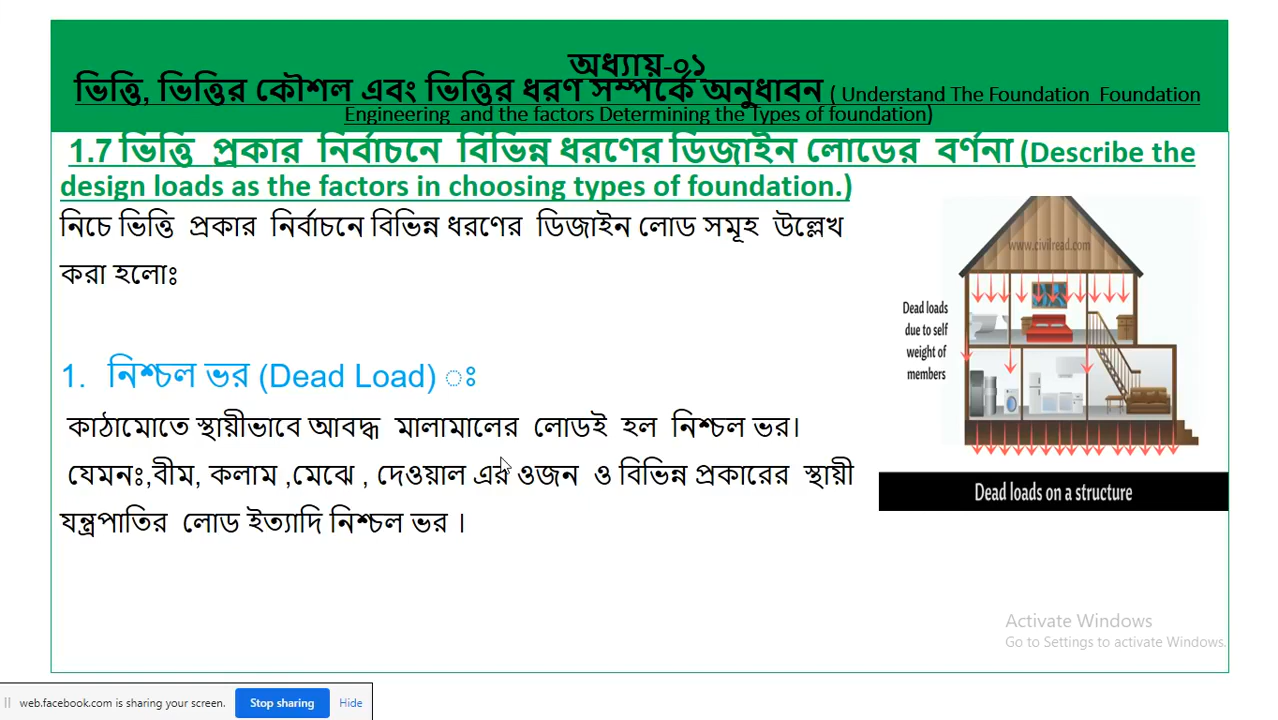 অধ্যায়-০১
ভিত্তি, ভিত্তির কৌশল এবং ভিত্তির ধরণ সম্পর্কে অনুধাবন ( Understand The Foundation Foundation
Engineering and the factors Determining the Types of foundation)
1.7 ভিত্তি প্রকার নির্বাচনে বিভিন্ন ধরণের ডিজাইন লোডের বর্ণনা (Describe the
design loads as the factors in choosing types of foundation.)
নিচে ভিত্তি প্রকার নির্বাচনে বিভিন্ন ধরণের ডিজাইন লোড সমূহ উল্লেখ
করা হলোঃ
1. নিশ্চল ভর (Dead Load) ঃ
কাঠামোতে স্থায়ীভাবে আবদ্ধ মালামালের লোডই হল নিশ্চল ভর।
যেমনঃ,বীম, কলাম ,মেঝে , দেওয়াল এর ওজন ও বিভিন্ন প্রকারের স্থায়ী
যন্ত্রপাতির লোড ইত্যাদি নিশ্চল ভর ।
www.civilread.com
Dead loads
due to self
weight of
members
Dead loads on a structure
Activate Windows
Go to Settings to activate Windows.
web.facebook.com is sharing your screen. Stop sharing Hide